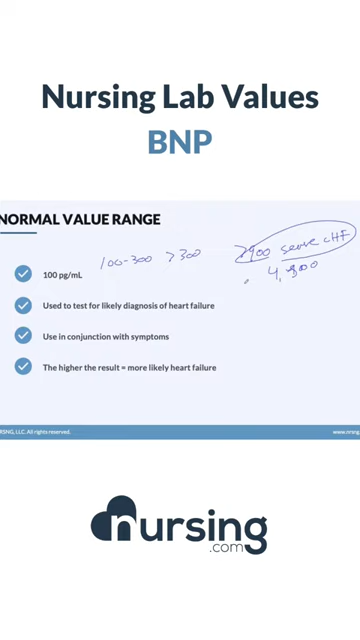 Nursing Lab Values
BNP
NORMAL VALUE RANGE
100-300 >300 >900 severe CHF
4,900
100 pg/mL
Used to test for likely diagnosis of heart failure
Use in conjunction with symptoms
The higher the result = more likely heart failure
RSNG, LLC. All rights reserved. www.nrsng
nursing
.com